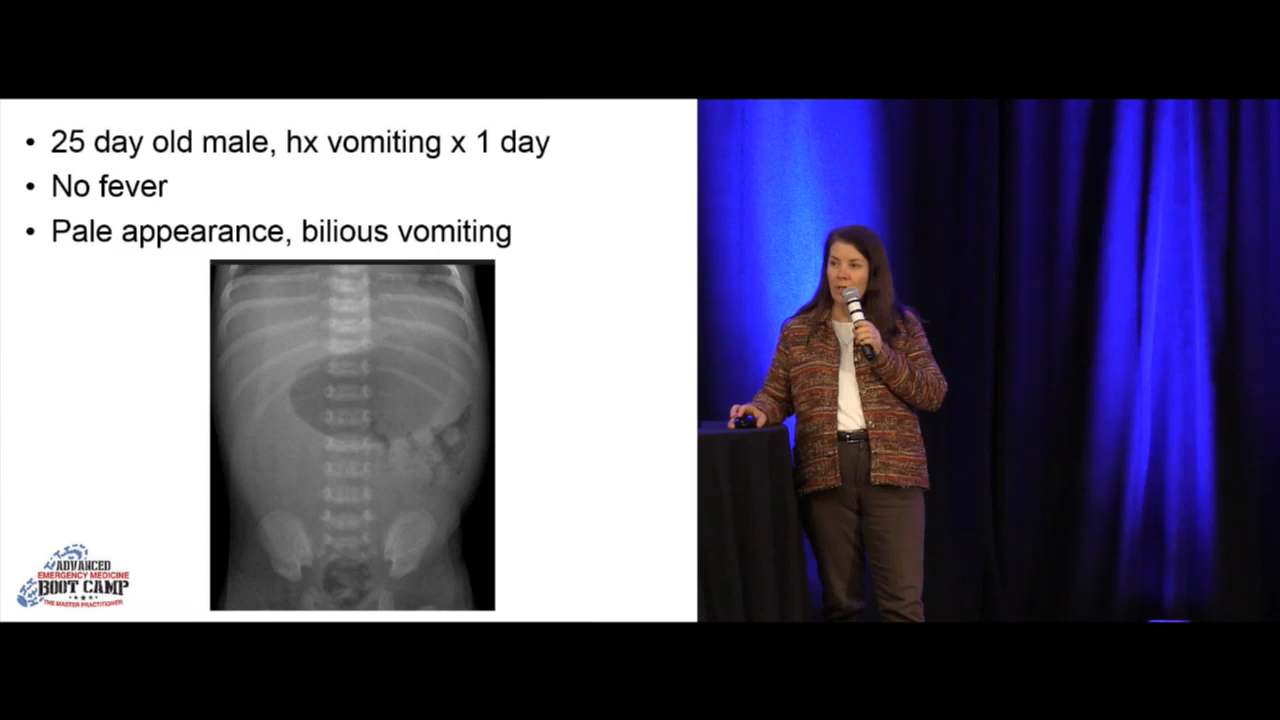 • 25 day old male, hx vomiting x 1 day
• No fever
• Pale appearance, bilious vomiting
ADVANCED
EMERGENCY MEDICINE
BOOT CAMP
THE MASTER PRACTITIONER